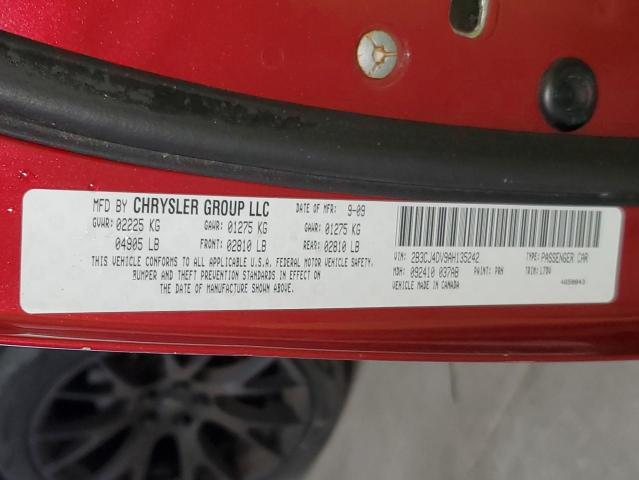 MFD BY CHRYSLER GROUP LLC DATE OF MFR: 9-09
GVWR: 02225 KG GAWR: 01275 KG GAWR: 01275 KG
04905 LB FRONT: 02810 LB REAR: 02810 LB
THIS VEHICLE CONFORMS TO ALL APPLICABLE U.S.A. FEDERAL MOTOR VEHICLE SAFETY,
BUMPER AND THEFT PREVENTION STANDARDS IN EFFECT ON
THE DATE OF MANUFACTURE SHOWN ABOVE.
VIN: 2B3CJ4DV9AH135242 TYPE: PASSENGER CAR
MDH: 092410 037AB PAINT: PRH TRIM: L7DV
VEHICLE MADE IN CANADA